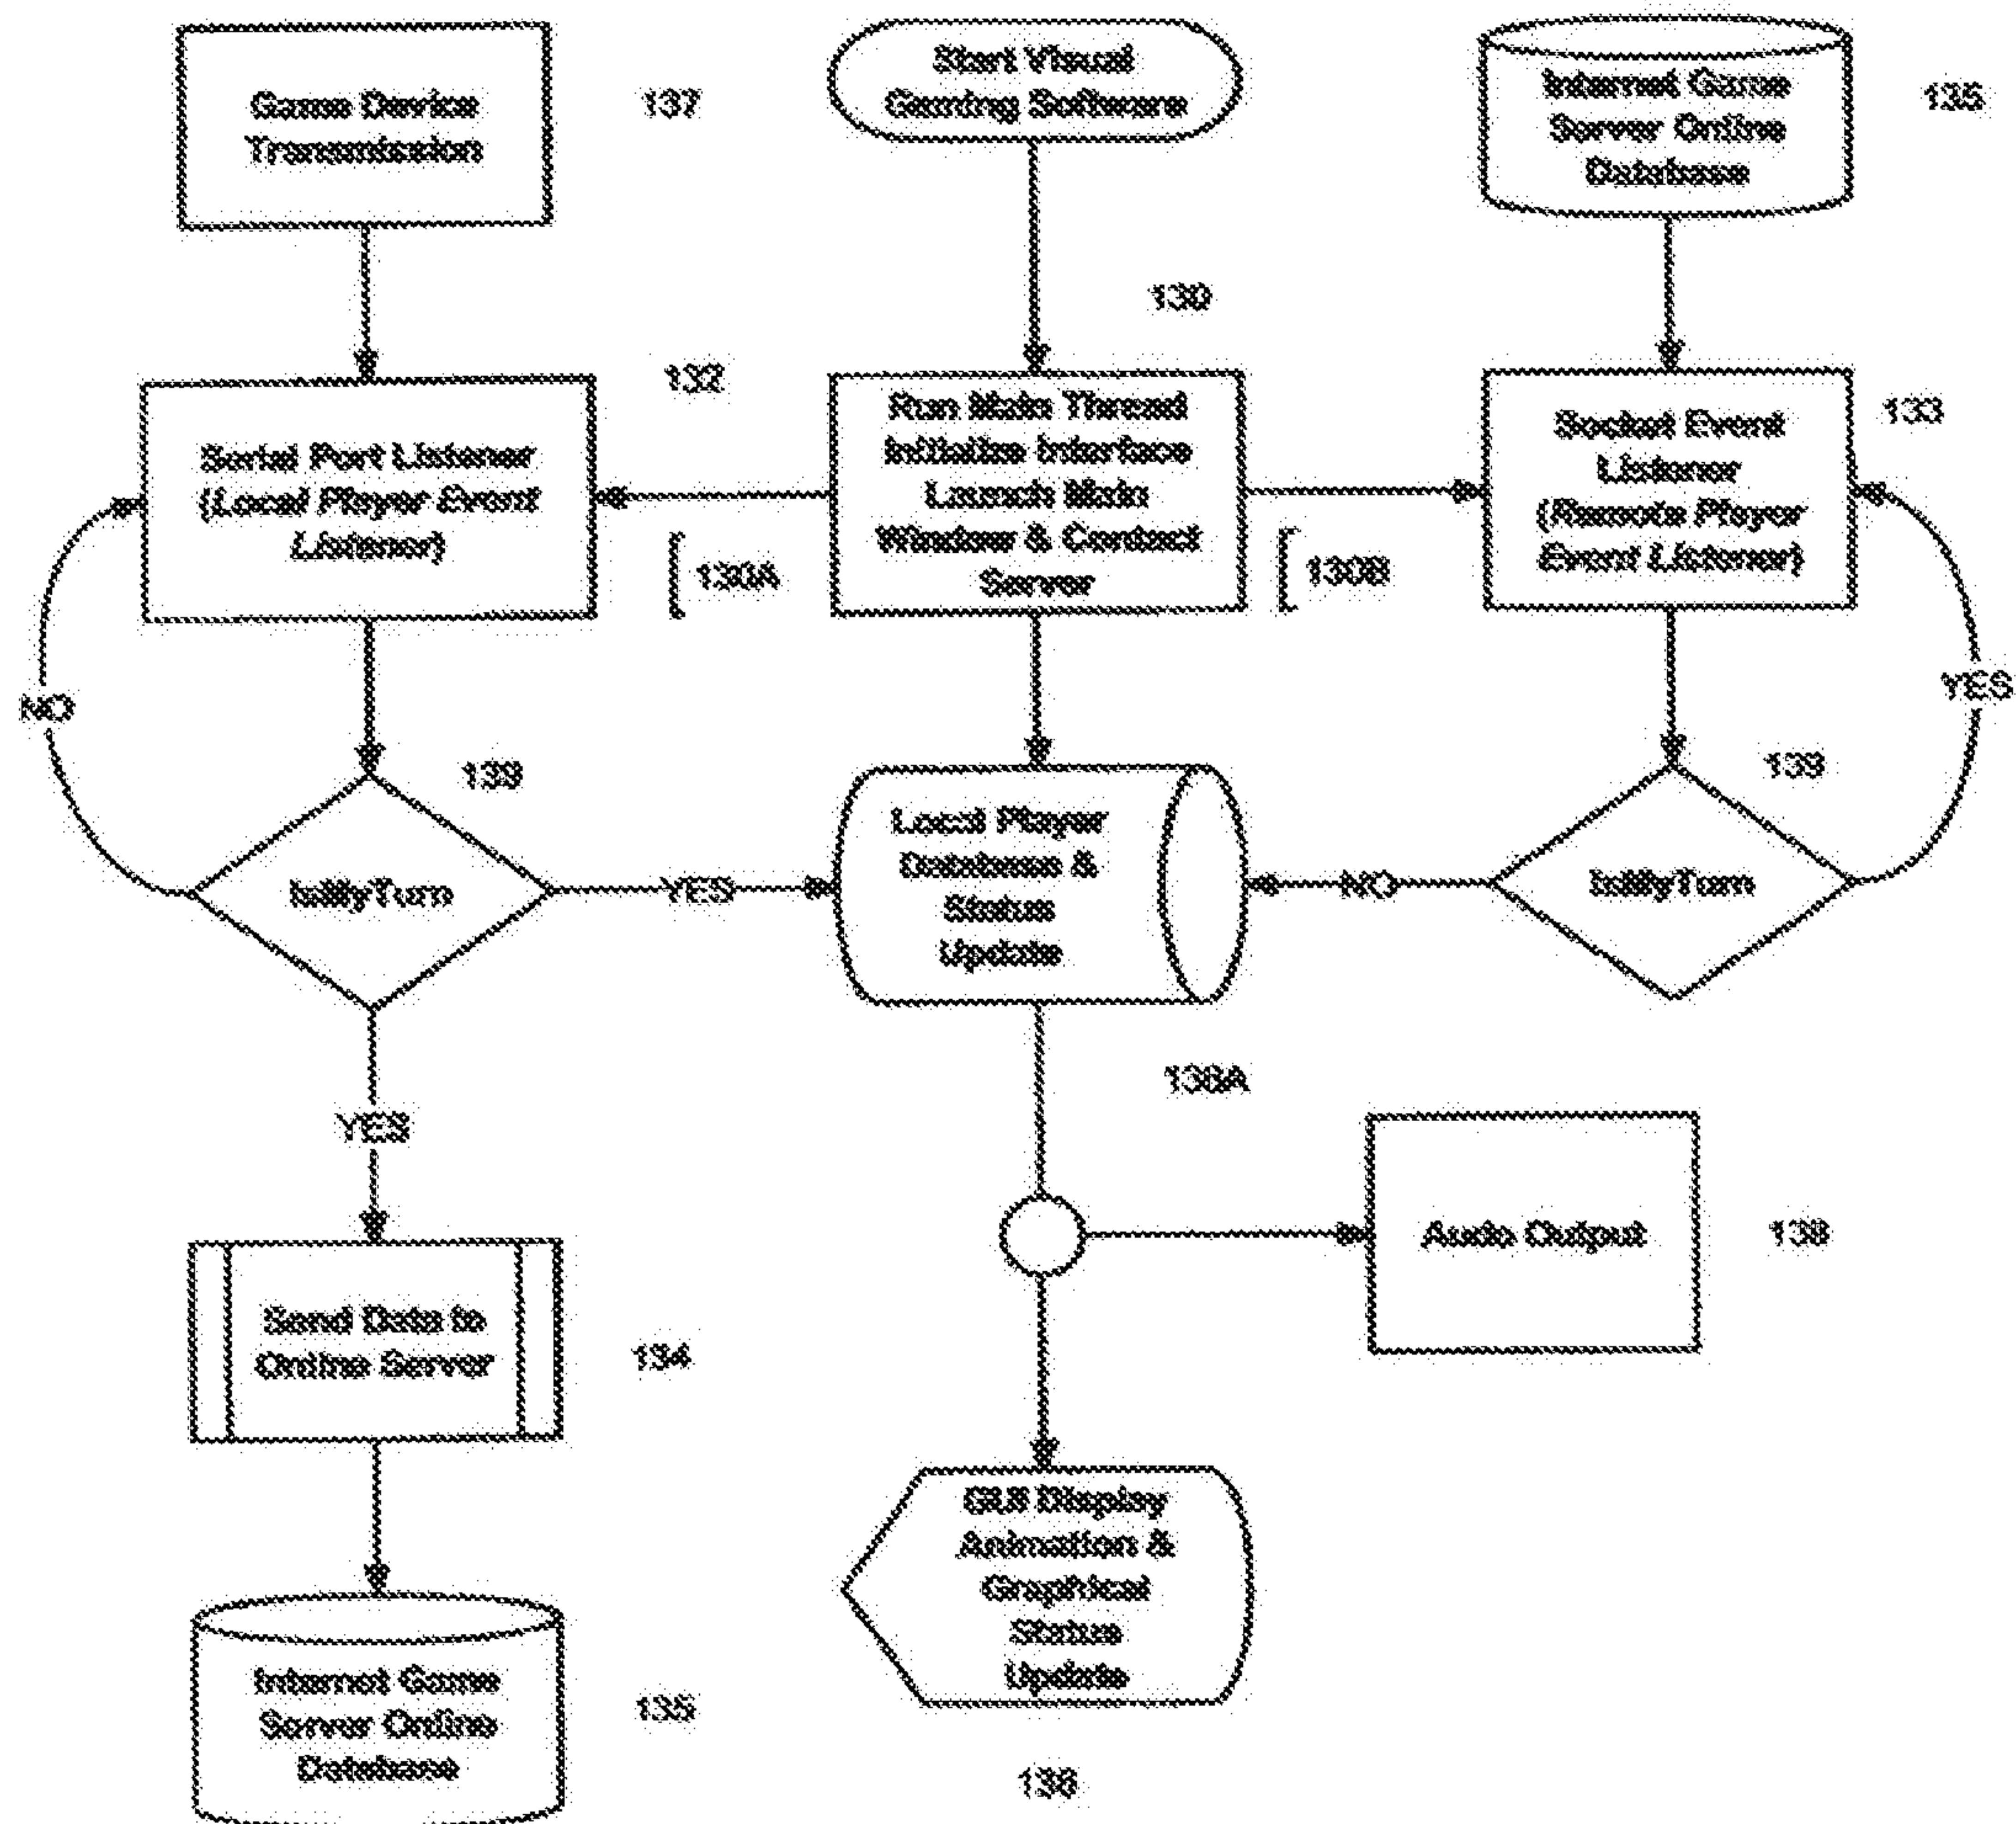 Game Device
Transmission
137
Start Visual
Gaming Software
Internet Game
Server Online
Database
135
130
132
Serial Port Listener
(Local Player Event
Listener)
Run Main Thread
Initialize Interface
Launch Main
Window & Contact
Server
Socket Event
Listener
(Remote Player
Event Listener)
133
130A
130B
NO
YES
139
IsMyTurn
YES
Local Player
Database &
Status
Update
NO
139
IsMyTurn
YES
136A
Audo Output
138
Send Data to
Online Server
134
GUI Display
Animation &
Graphical
Status
Update
136
Internet Game
Server Online
Database
135